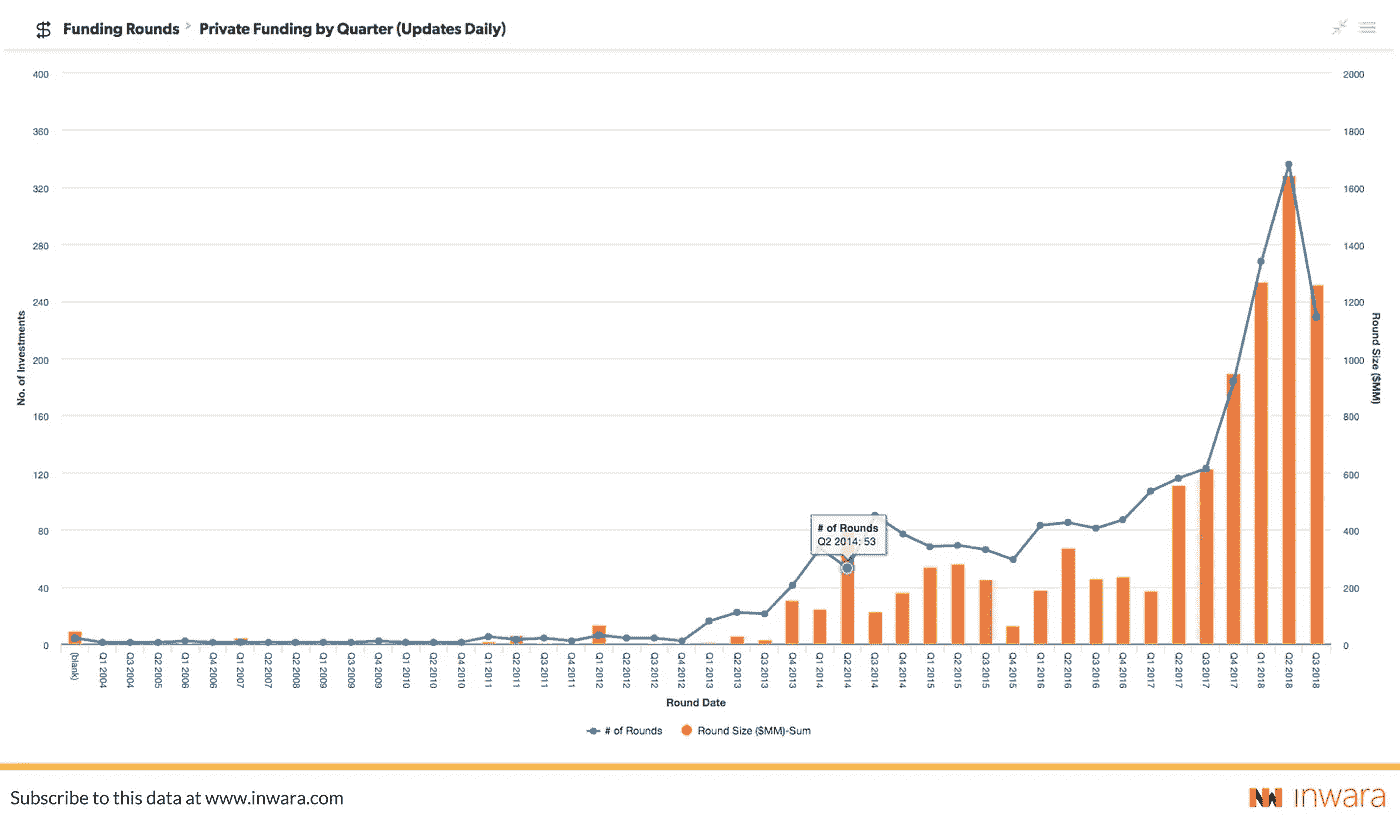 Funding Rounds > Private Funding by Quarter (Updates Daily)
400
360
320
280
240
200
160
120
80
40
0
No. of Investments
2000
1800
1600
1400
1200
1000
800
600
400
200
0
Round Size ($MM)
# of Rounds
Q2 2014: 53
(blank)
Q1 2004
Q3 2004
Q2 2005
Q1 2006
Q4 2006
Q1 2007
Q2 2007
Q2 2008
Q1 2009
Q3 2009
Q4 2009
Q1 2010
Q2 2010
Q4 2010
Q1 2011
Q2 2011
Q3 2011
Q4 2011
Q1 2012
Q2 2012
Q3 2012
Q4 2012
Q1 2013
Q2 2013
Q3 2013
Q4 2013
Q1 2014
Q2 2014
Q3 2014
Q4 2014
Q1 2015
Q2 2015
Q3 2015
Q4 2015
Q1 2016
Q2 2016
Q3 2016
Q4 2016
Q1 2017
Q2 2017
Q3 2017
Q4 2017
Q1 2018
Q2 2018
Q3 2018
Round Date
# of Rounds
Round Size ($MM)-Sum
Subscribe to this data at www.inwara.com
inwara